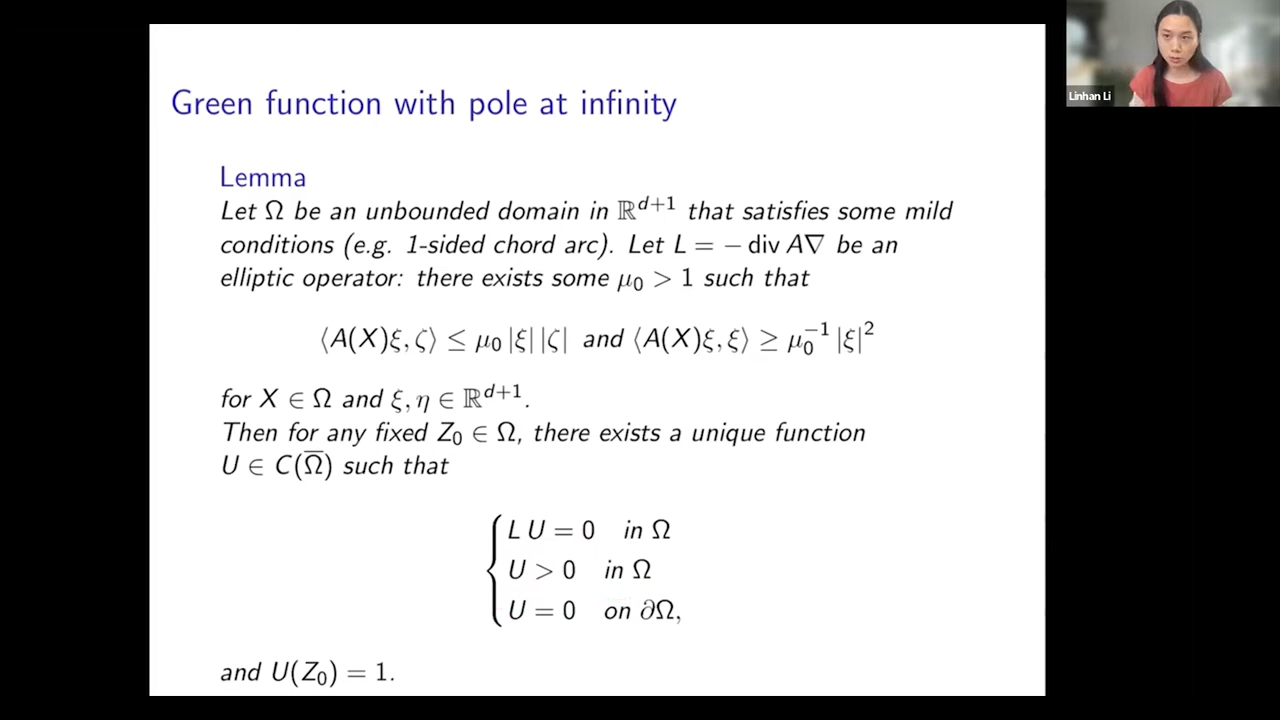 Green function with pole at infinity
Lemma
Let Ω be an unbounded domain in ℝ^{d+1} that satisfies some mild
conditions (e.g. 1-sided chord arc). Let L = − div A∇ be an
elliptic operator: there exists some μ₀ > 1 such that
⟨A(X)ξ, ζ⟩ ≤ μ₀ |ξ| |ζ| and ⟨A(X)ξ, ξ⟩ ≥ μ₀⁻¹ |ξ|²
for X ∈ Ω and ξ, η ∈ ℝ^{d+1}.
Then for any fixed Z₀ ∈ Ω, there exists a unique function
U ∈ C(Ω̅) such that
{ L U = 0 in Ω
U > 0 in Ω
U = 0 on ∂Ω,
and U(Z₀) = 1.
Linhan Li